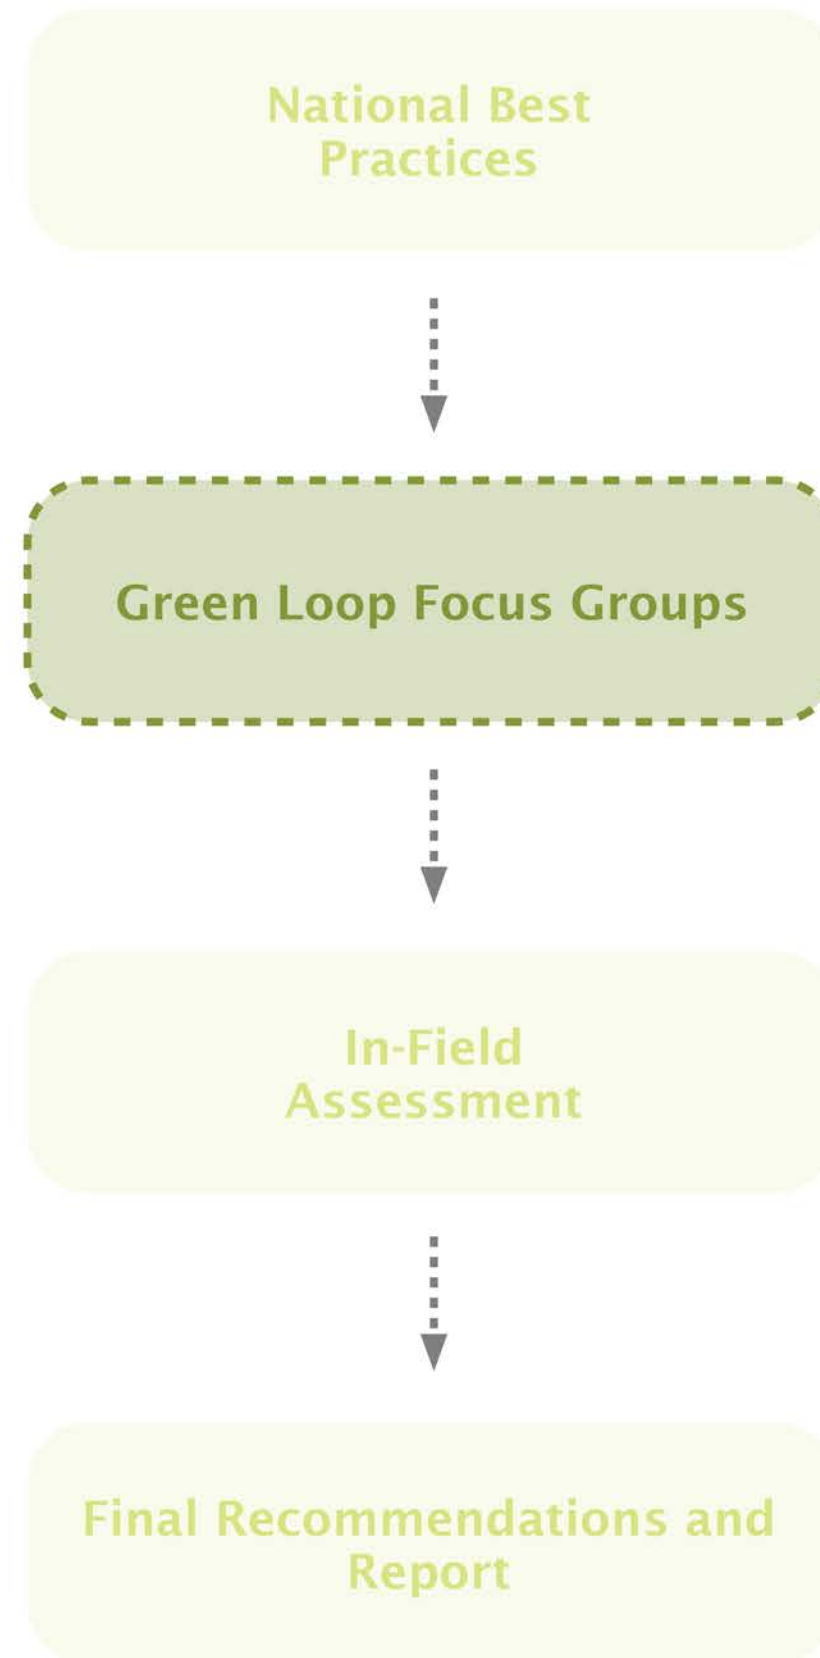 National Best
Practices
Green Loop Focus Groups
In-Field
Assessment
Final Recommendations and
Report